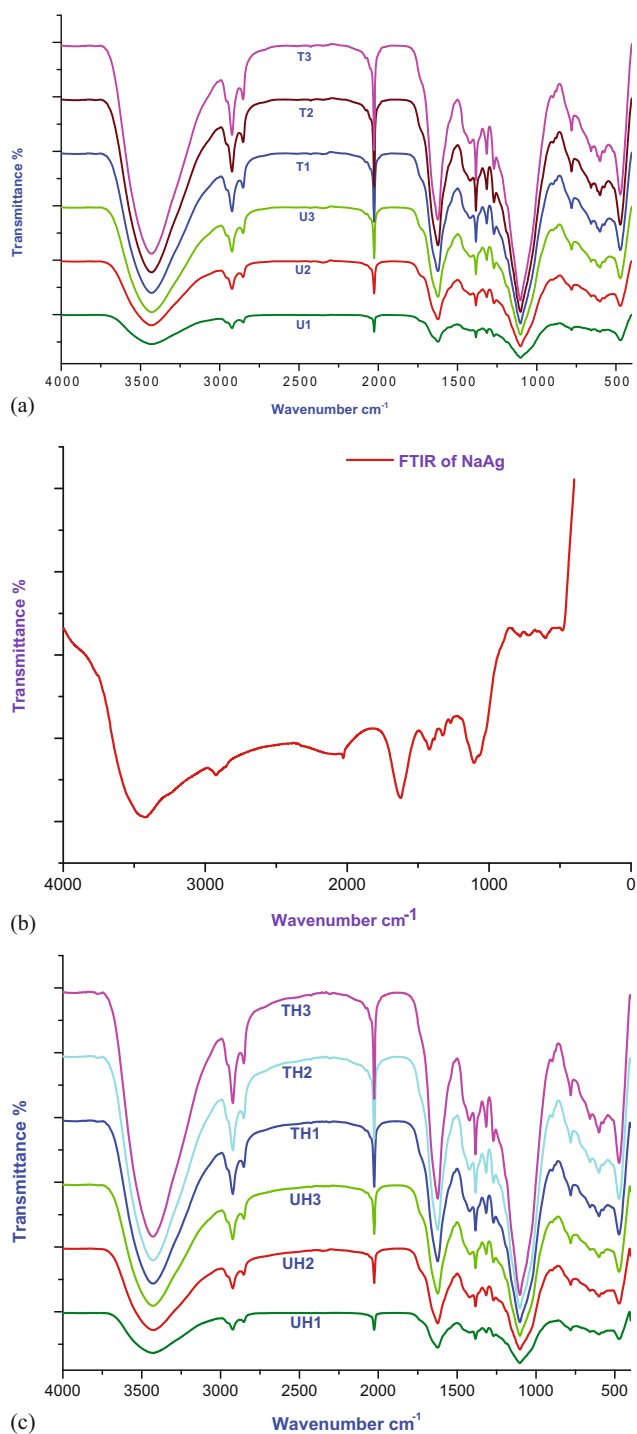 T3
T2
T1
U3
U2
U1
Transmittance %
4000 3500 3000 2500 2000 1500 1000 500
Wavenumber cm-1
(a)
FTIR of NaAg
Transmittance %
4000 3000 2000 1000 0
Wavenumber cm-1
(b)
TH3
TH2
TH1
UH3
UH2
UH1
Transmittance %
4000 3500 3000 2500 2000 1500 1000 500
Wavenumber cm-1
(c)